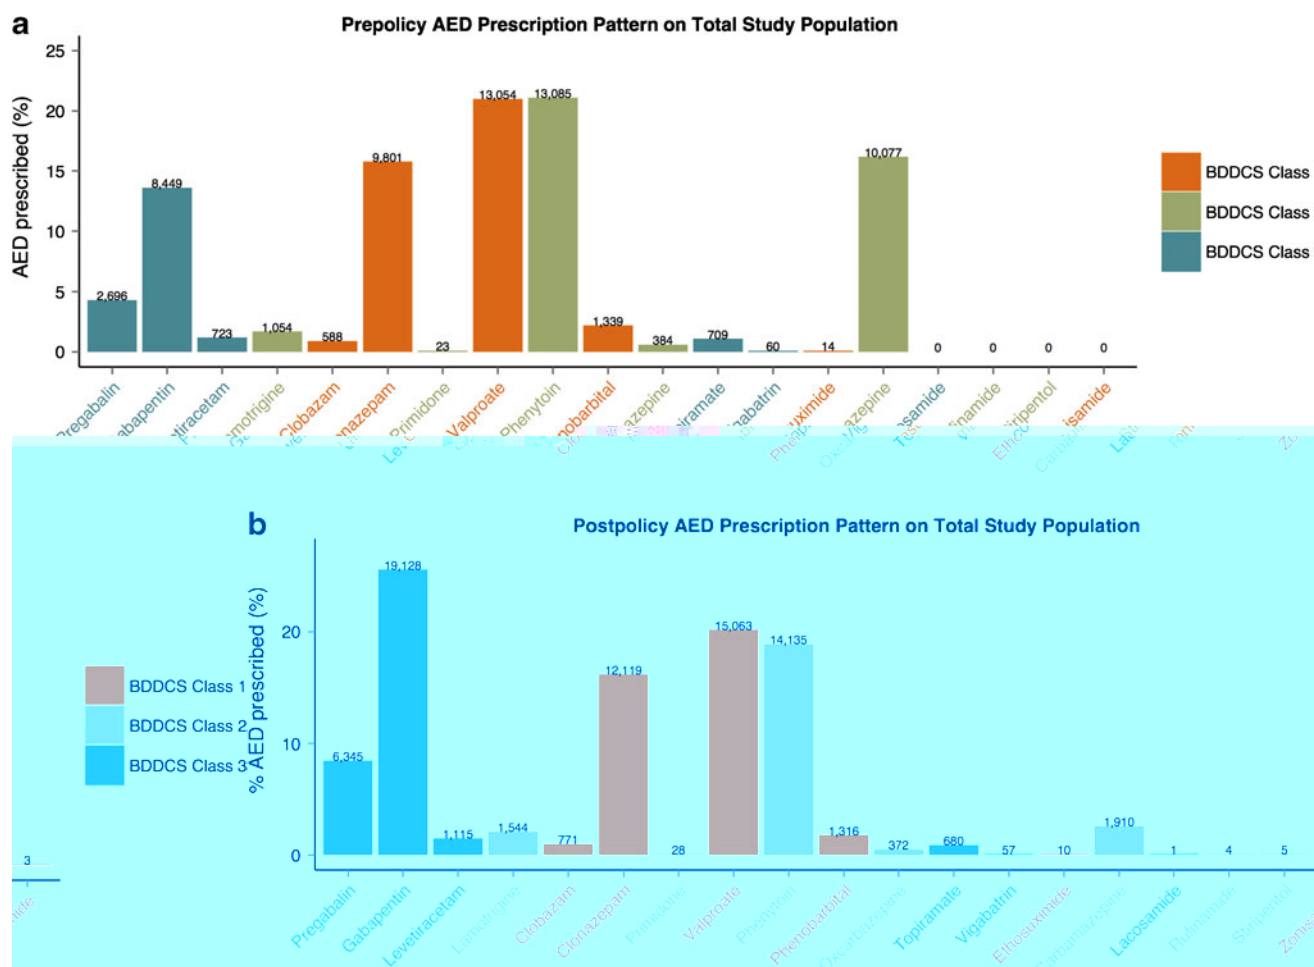 a
Prepolicy AED Prescription Pattern on Total Study Population
AED prescribed (%)
25
20
15
10
5
0
2,696
8,449
723
1,054
588
9,801
23
13,054
13,085
1,339
384
709
60
14
10,077
0
0
0
0
BDDCS Class
BDDCS Class
BDDCS Class
Pregabalin
Clobazam
Primidone
Valproate
Phenytoin
b
Postpolicy AED Prescription Pattern on Total Study Population
% AED prescribed (%)
20
10
0
6,345
19,128
1,115
1,544
771
12,119
28
15,063
14,135
1,316
372
680
57
10
1,910
1
4
5
3
BDDCS Class 1
BDDCS Class 2
BDDCS Class 3
Pregabalin
Gabapentin
Levetiracetam
Lamotrigine
Clobazam
Clonazepam
Primidone
Valproate
Phenytoin
Phenobarbital
Oxcarbazepine
Topiramate
Vigabatrin
Ethosuximide
Carbamazepine
Lacosamide
Rufinamide
Stiripentol